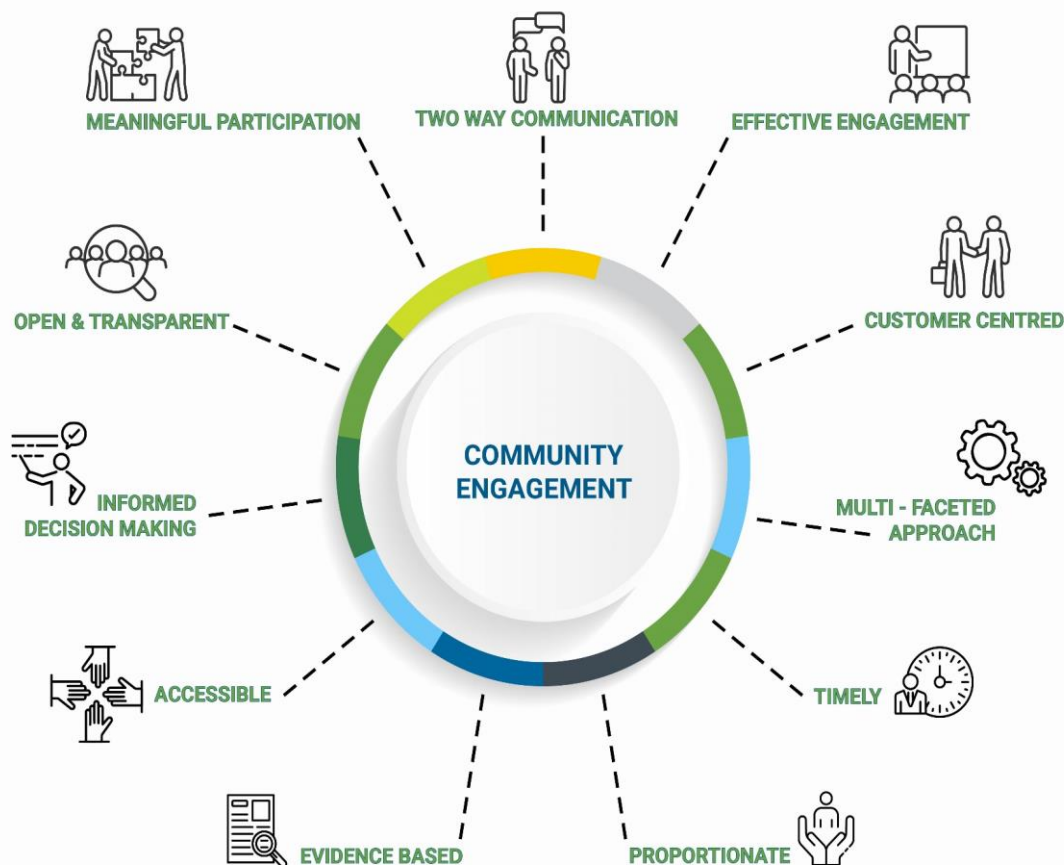 MEANINGFUL PARTICIPATION
TWO WAY COMMUNICATION
EFFECTIVE ENGAGEMENT
OPEN & TRANSPARENT
CUSTOMER CENTRED
COMMUNITY
ENGAGEMENT
INFORMED
DECISION MAKING
MULTI - FACETED
APPROACH
ACCESSIBLE
TIMELY
EVIDENCE BASED
PROPORTIONATE